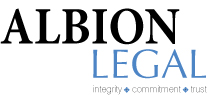 ALBION
LEGAL
integrity ◆ commitment ◆ trust